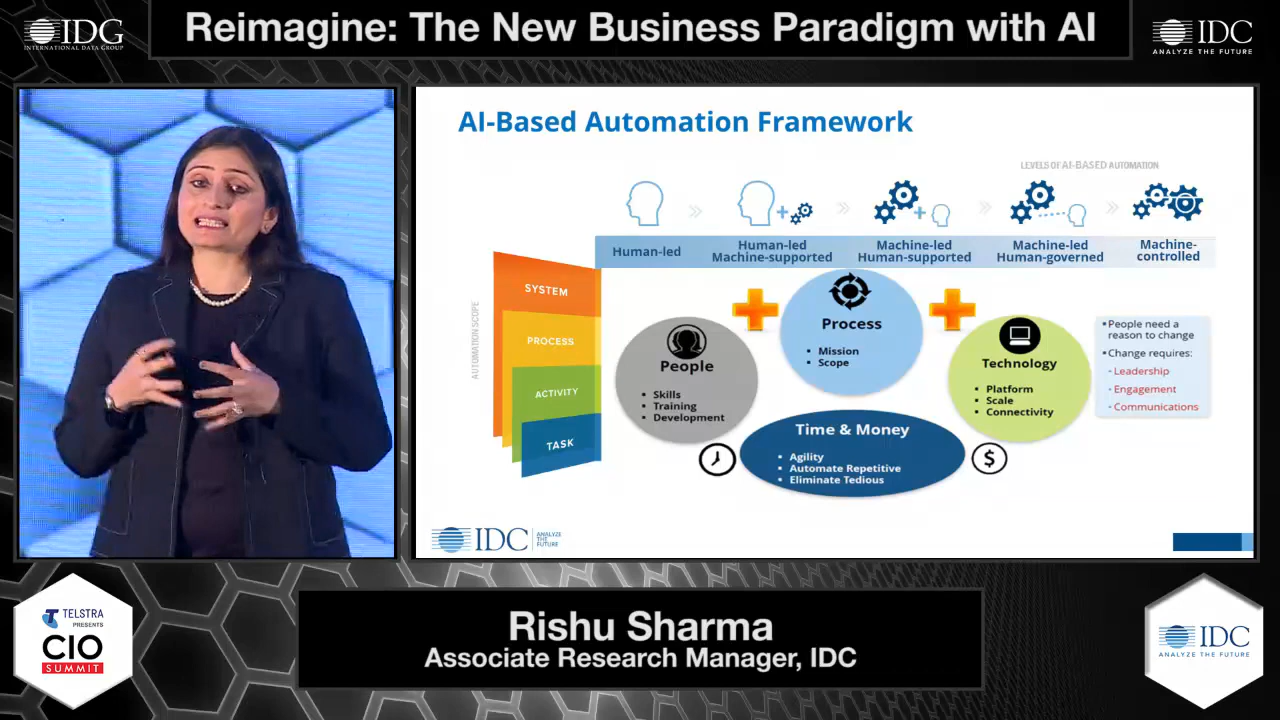 IDG
INTERNATIONAL DATA GROUP
Reimagine: The New Business Paradigm with AI
IDC
ANALYZE THE FUTURE
AI-Based Automation Framework
LEVELS OF AI-BASED AUTOMATION
Human-led
Human-led
Machine-supported
Machine-led
Human-supported
Machine-led
Human-governed
Machine-
controlled
AUTOMATION SCOPE
SYSTEM
PROCESS
ACTIVITY
TASK
People
▪ Skills
▪ Training
▪ Development
Process
▪ Mission
▪ Scope
Technology
▪ Platform
▪ Scale
▪ Connectivity
Time & Money
▪ Agility
▪ Automate Repetitive
▪ Eliminate Tedious
$
▪People need a
reason to change
▪Change requires:
▪Leadership
▪Engagement
▪Communications
IDC
ANALYZE
THE
FUTURE
TELSTRA
PRESENTS
CIO
SUMMIT
Rishu Sharma
Associate Research Manager, IDC
IDC
ANALYZE THE FUTURE